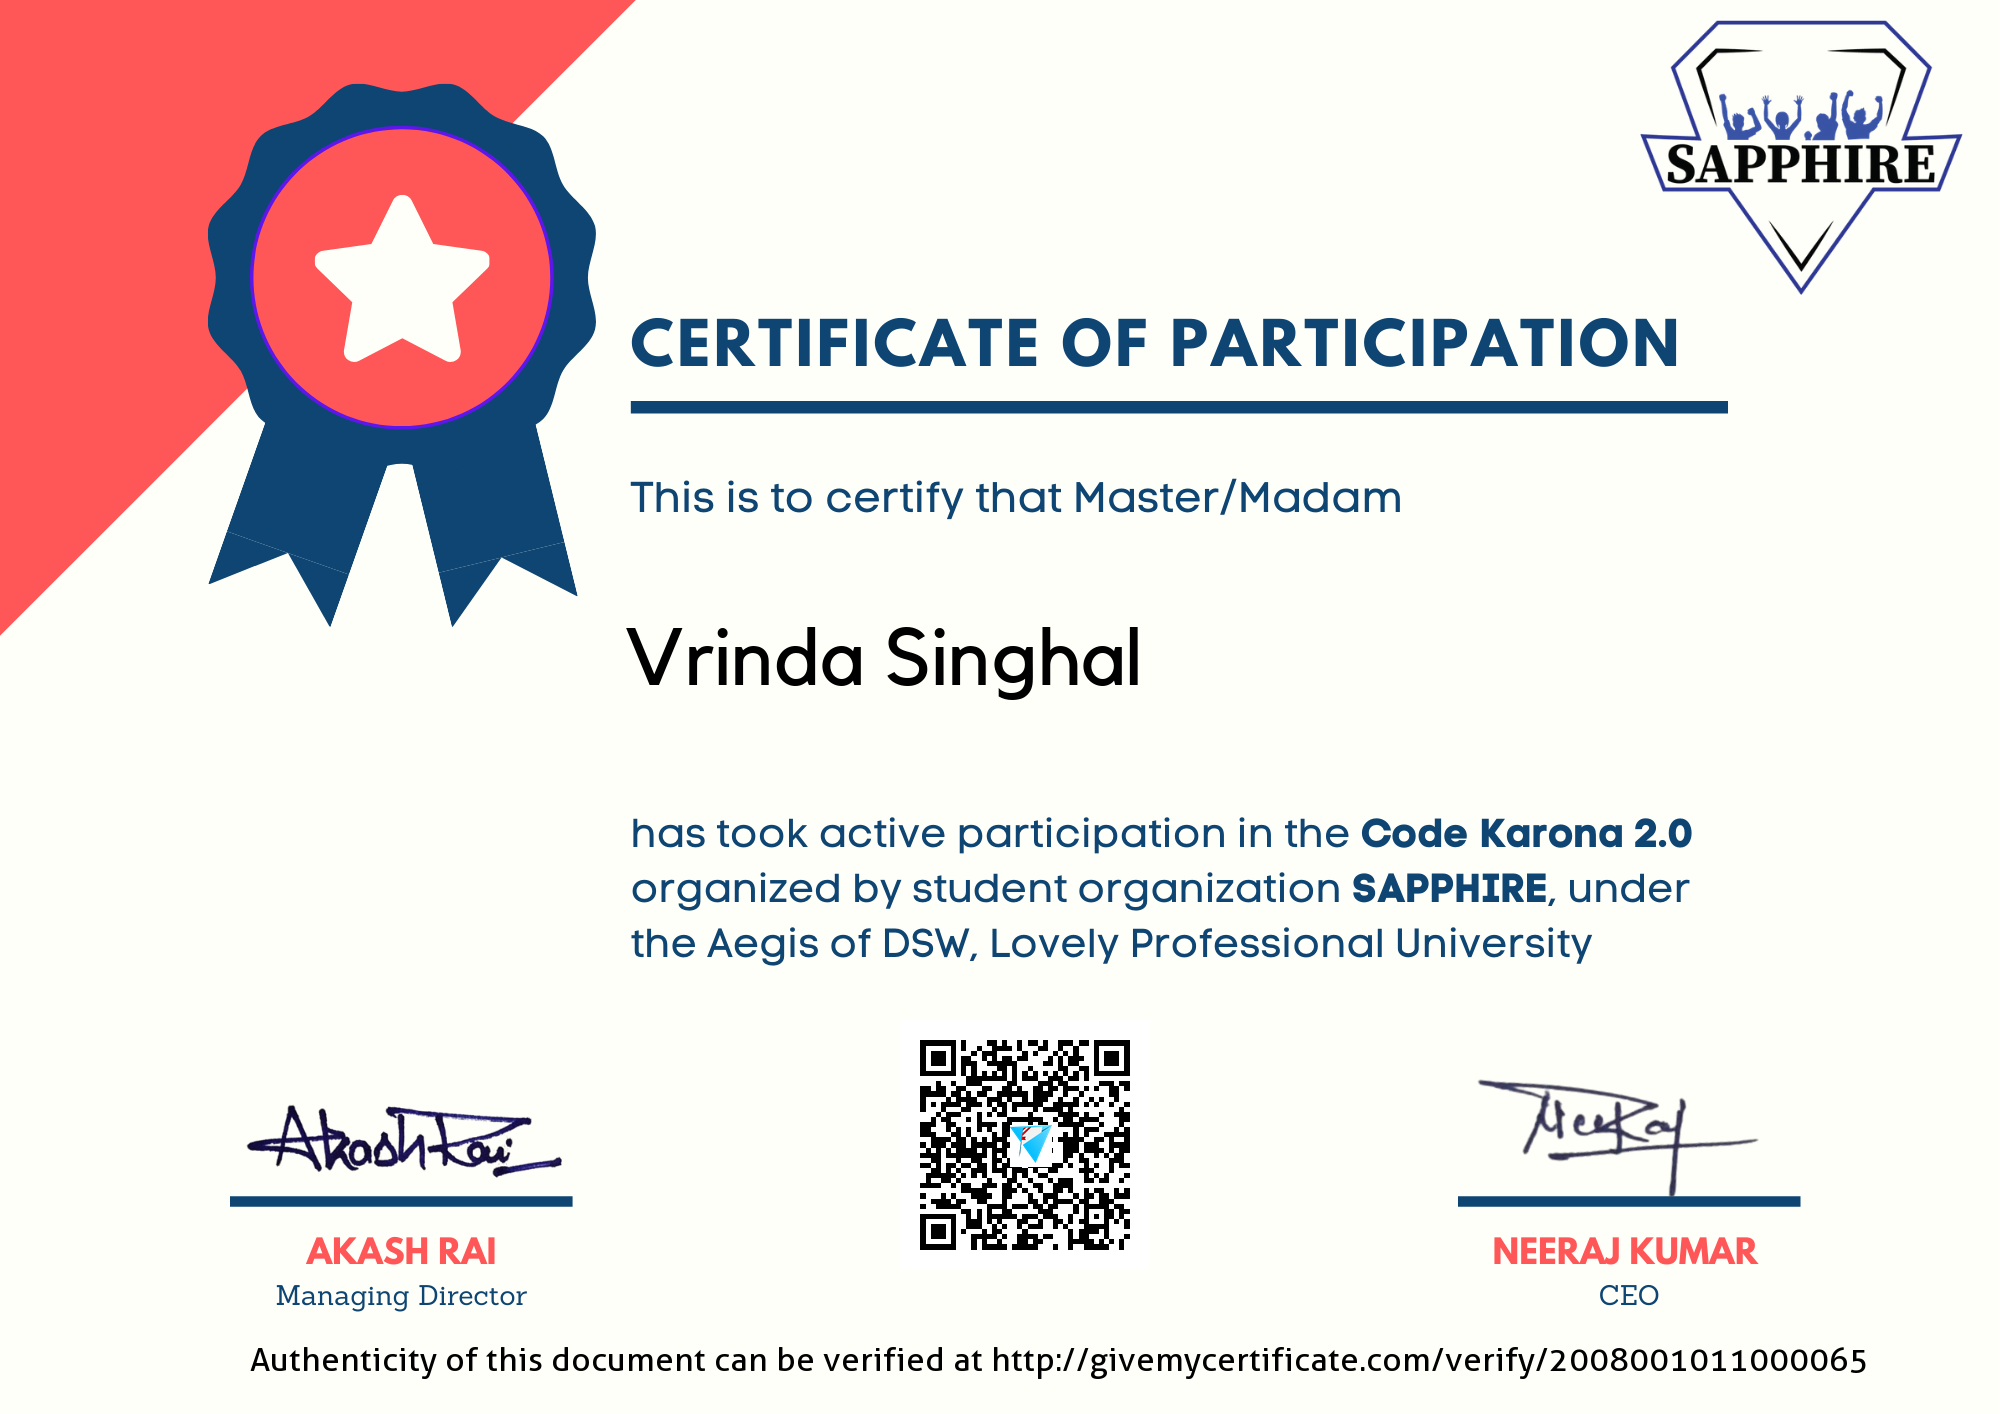 SAPPHIRE
CERTIFICATE OF PARTICIPATION
This is to certify that Master/Madam
Vrinda Singhal
has took active participation in the Code Karona 2.0
organized by student organization SAPPHIRE, under
the Aegis of DSW, Lovely Professional University
Akash Rai
Neeraj
AKASH RAI
NEERAJ KUMAR
Managing Director
CEO
Authenticity of this document can be verified at http://givemycertificate.com/verify/2008001011000065